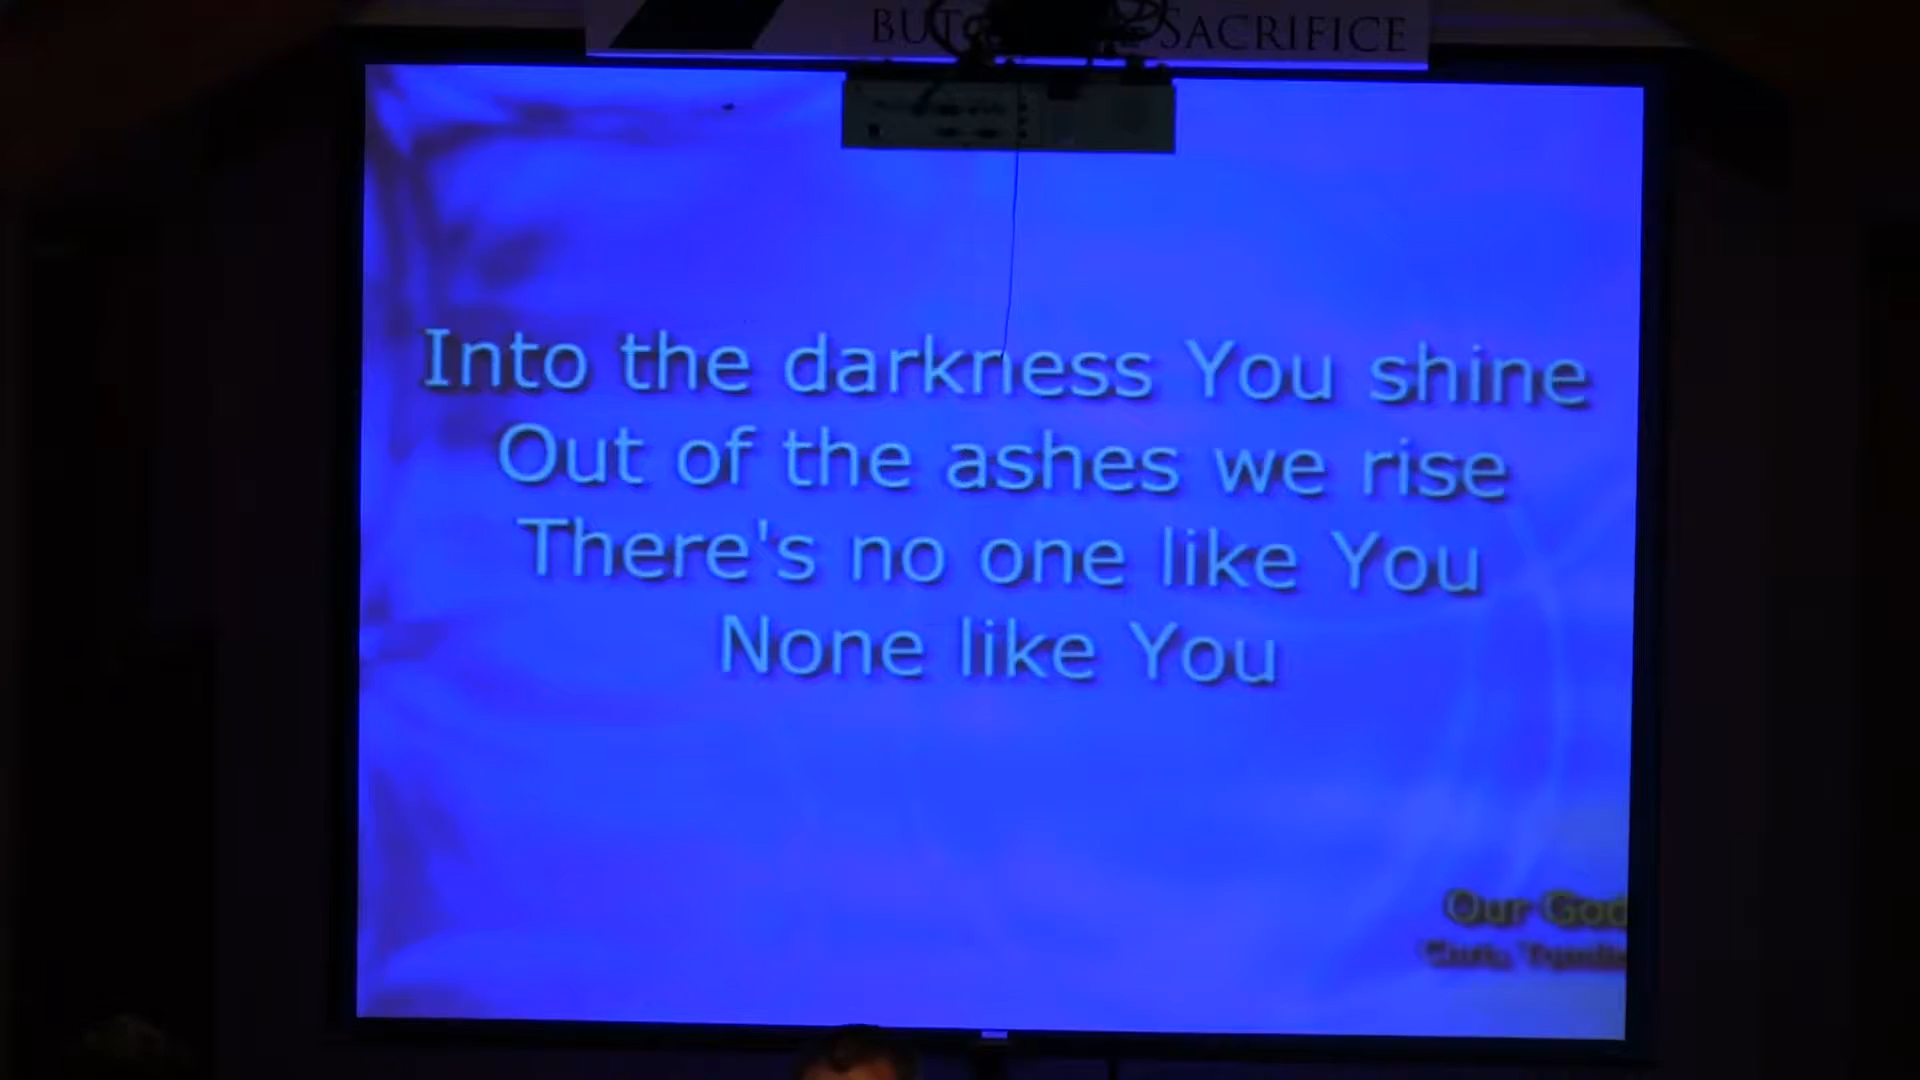 BUT SACRIFICE
Into the darkness You shine
Out of the ashes we rise
There's no one like You
None like You
Our God